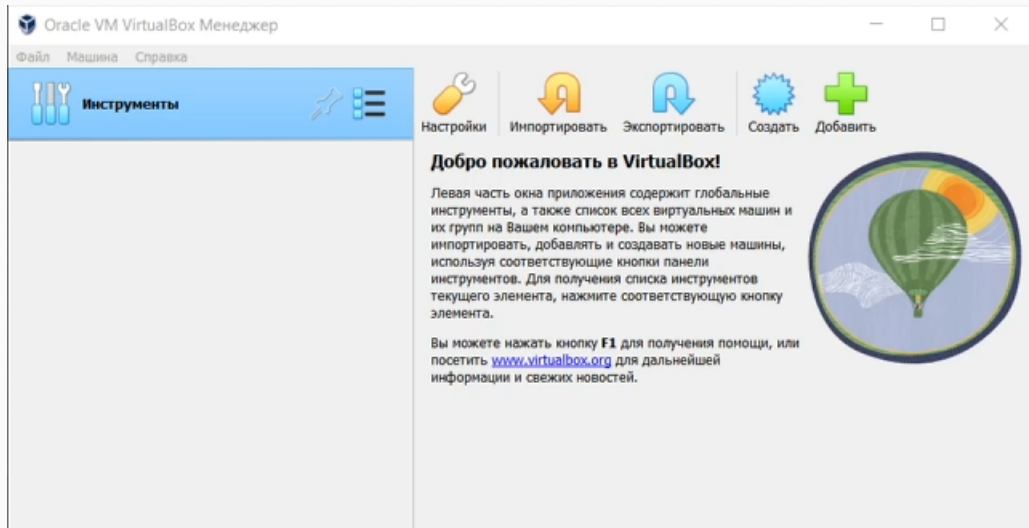 Oracle VM VirtualBox Менеджер
Файл Машина Справка
Инструменты
Настройки Импортировать Экспортировать Создать Добавить
Добро пожаловать в VirtualBox!
Левая часть окна приложения содержит глобальные
инструменты, а также список всех виртуальных машин и
их групп на Вашем компьютере. Вы можете
импортировать, добавлять и создавать новые машины,
используя соответствующие кнопки панели
инструментов. Для получения списка инструментов
текущего элемента, нажмите соответствующую кнопку
элемента.
Вы можете нажать кнопку F1 для получения помощи, или
посетить www.virtualbox.org для дальнейшей
информации и свежих новостей.